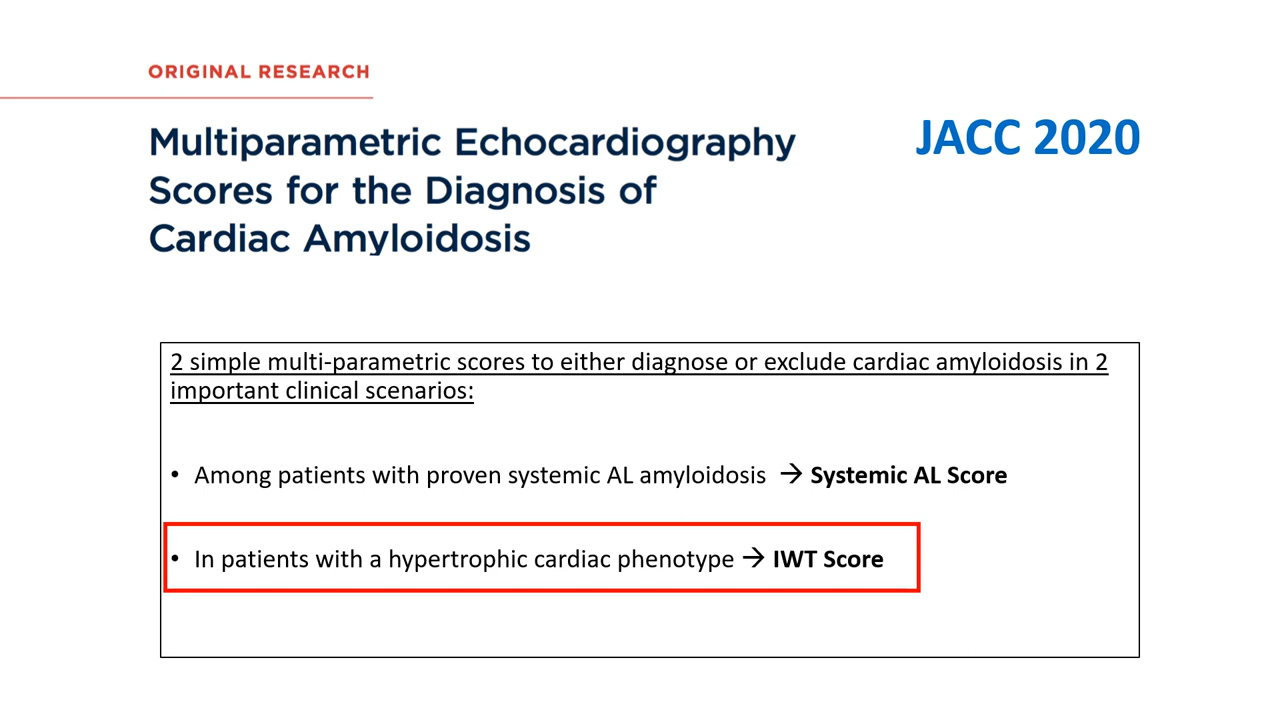 ORIGINAL RESEARCH
Multiparametric Echocardiography
Scores for the Diagnosis of
Cardiac Amyloidosis
JACC 2020
2 simple multi-parametric scores to either diagnose or exclude cardiac amyloidosis in 2
important clinical scenarios:
• Among patients with proven systemic AL amyloidosis → Systemic AL Score
• In patients with a hypertrophic cardiac phenotype → IWT Score